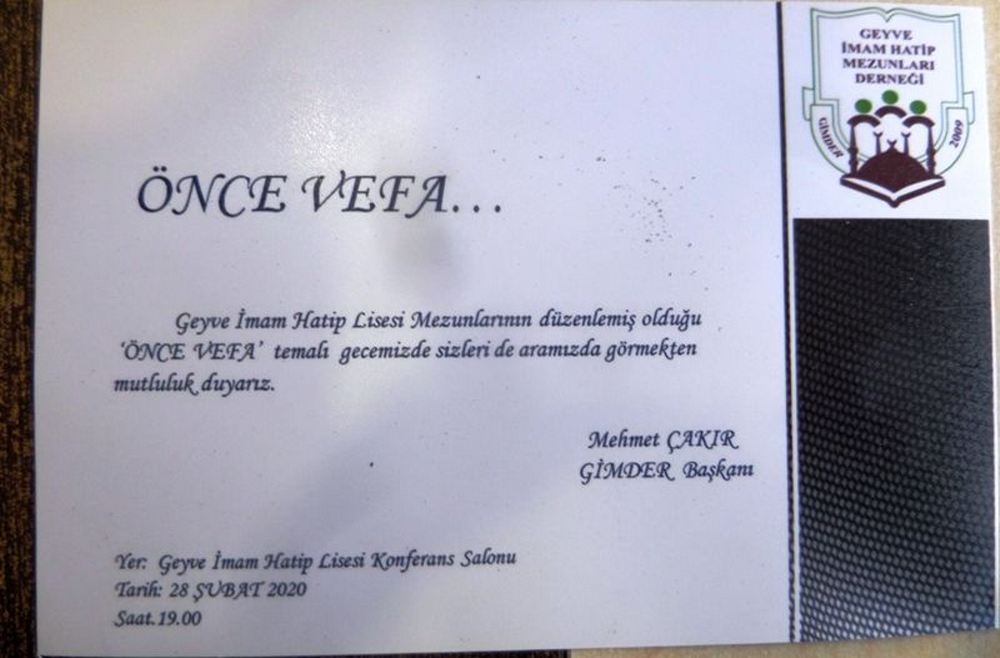 GEYVE
İMAM HATİP
MEZUNLARI
DERNEĞİ
GİMDER
2009
ÖNCE VEFA...
Geyve İmam Hatip Lisesi Mezunlarının düzenlemiş olduğu
‘ÖNCE VEFA’ temalı gecemizde sizleri de aramızda görmekten
mutluluk duyarız.
Mehmet ÇAKIR
GİMDER Başkanı
Yer: Geyve İmam Hatip Lisesi Konferans Salonu
Tarih: 28 ŞUBAT 2020
Saat.19.00